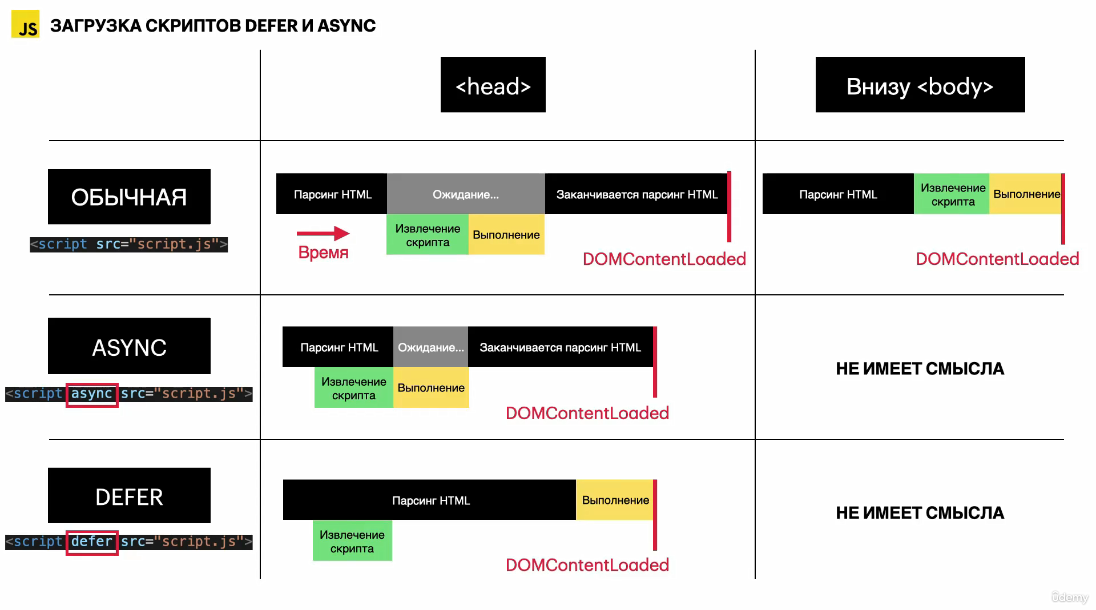 JS ЗАГРУЗКА СКРИПТОВ DEFER И ASYNC
<head>
Внизу <body>
ОБЫЧНАЯ
<script src="script.js">
Парсинг HTML
Ожидание...
Заканчивается парсинг HTML
Извлечение
скрипта
Выполнение
Время
DOMContentLoaded
Парсинг HTML
Извлечение
скрипта
Выполнение
DOMContentLoaded
ASYNC
<script async src="script.js">
Парсинг HTML
Ожидание...
Заканчивается парсинг HTML
Извлечение
скрипта
Выполнение
DOMContentLoaded
НЕ ИМЕЕТ СМЫСЛА
DEFER
<script defer src="script.js">
Парсинг HTML
Выполнение
Извлечение
скрипта
DOMContentLoaded
НЕ ИМЕЕТ СМЫСЛА
ûdemy